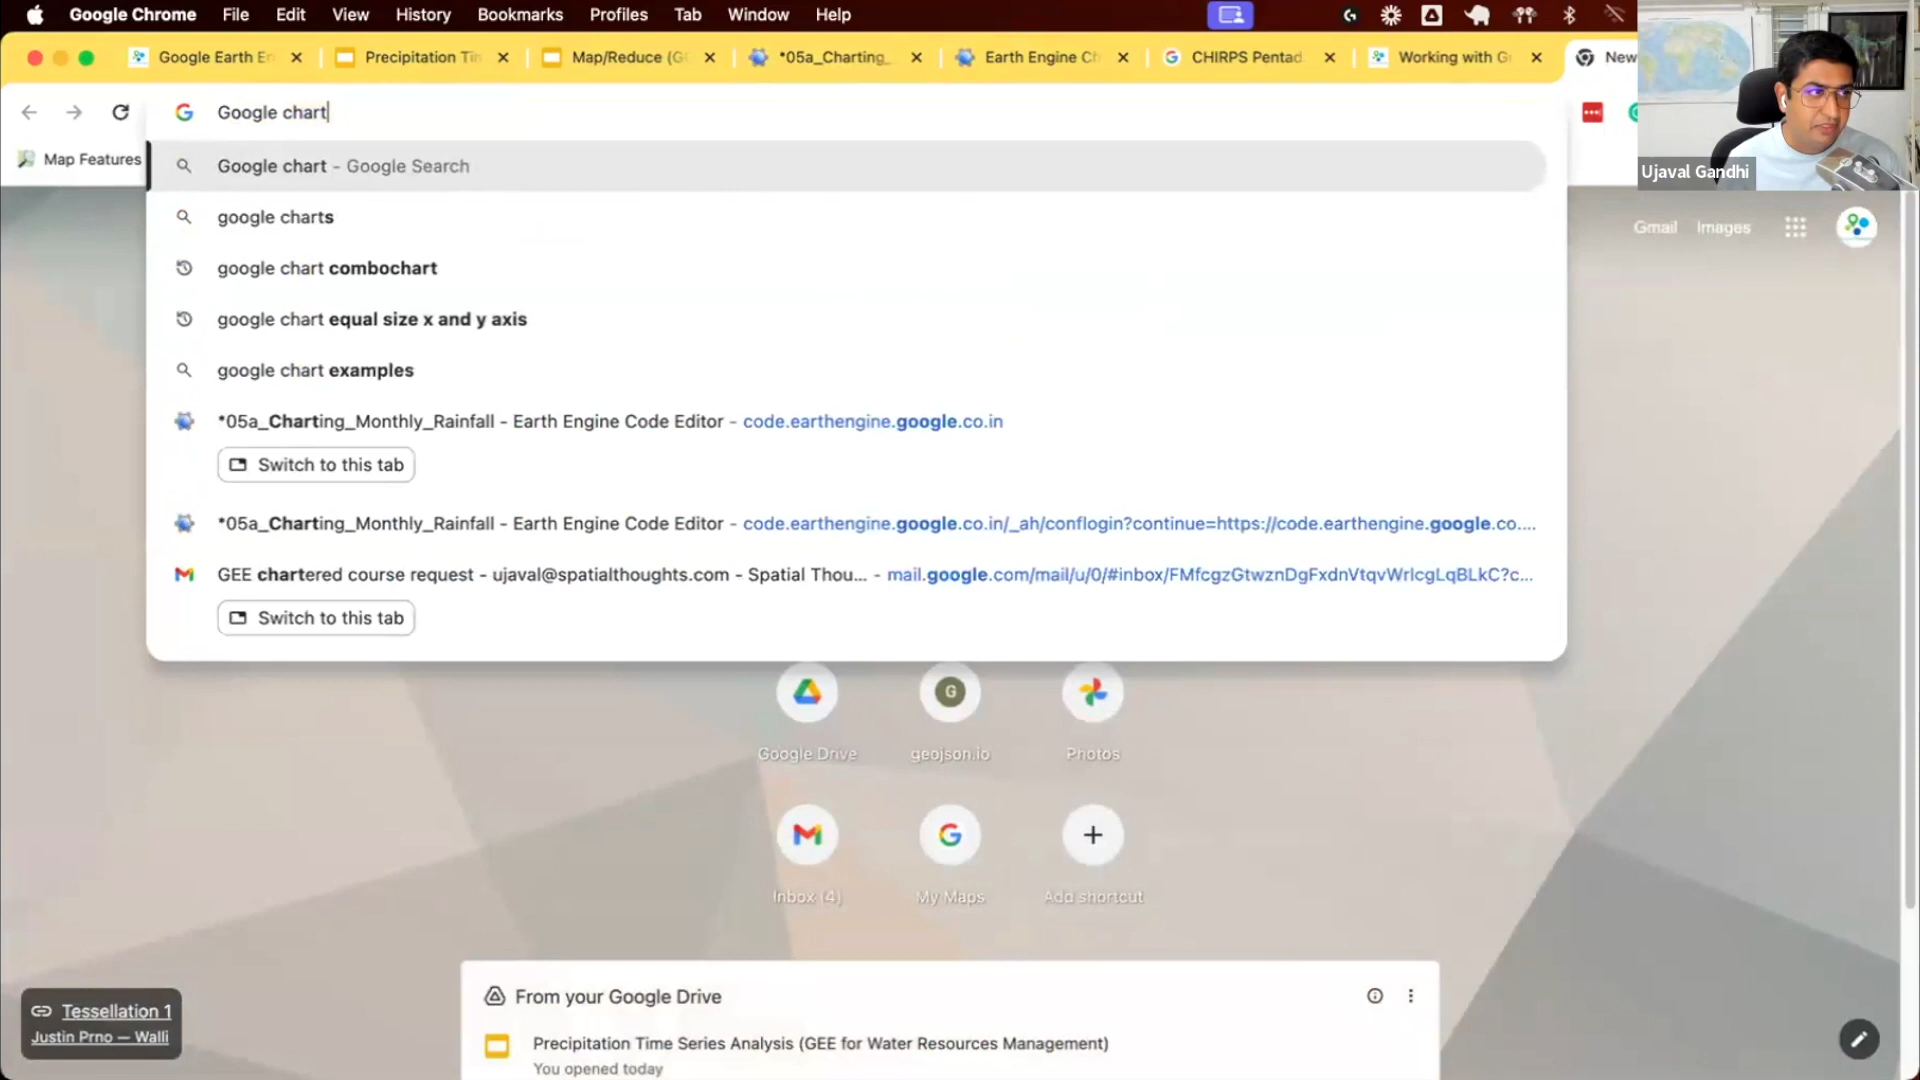 Google Chrome File Edit View History Bookmarks Profiles Tab Window Help
Google Earth En Precipitation Tim Map/Reduce (GE *05a_Charting_ Earth Engine Ch CHIRPS Pentad Working with G New
Google chart
Map Features
Google chart – Google Search
google charts
google chart combochart
google chart equal size x and y axis
google chart examples
*05a_Charting_Monthly_Rainfall - Earth Engine Code Editor – code.earthengine.google.co.in
Switch to this tab
*05a_Charting_Monthly_Rainfall - Earth Engine Code Editor – code.earthengine.google.co.in/_ah/conflogin?continue=https://code.earthengine.google.co....
GEE chartered course request - ujaval@spatialthoughts.com - Spatial Thou... – mail.google.com/mail/u/0/#inbox/FMfcgzGtwznDgFxdnVtqvWrlcgLqBLkC?c...
Switch to this tab
Ujaval Gandhi
Gmail Images
G
Google Drive geojson.io Photos
Inbox (4) My Maps Add shortcut
Tessellation 1
Justin Prno — Walli
From your Google Drive
Precipitation Time Series Analysis (GEE for Water Resources Management)
You opened today